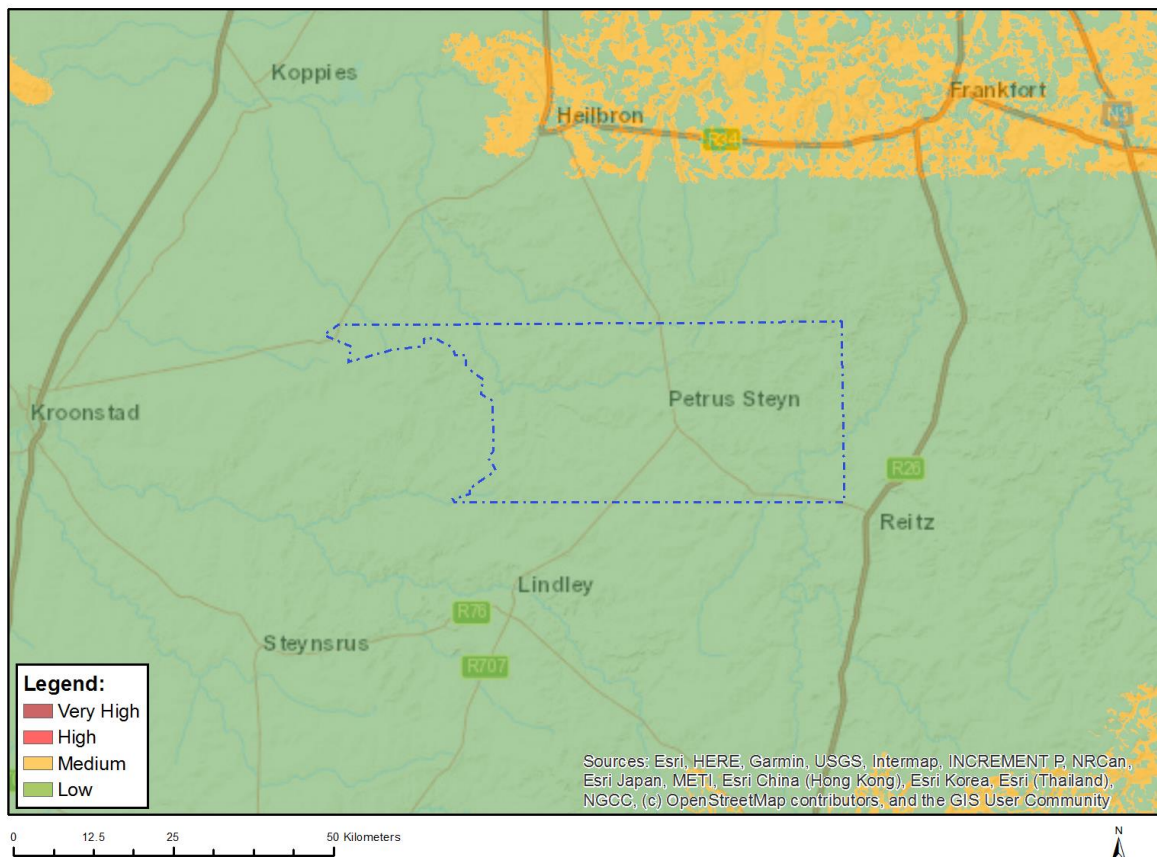 Koppies
Heilbron
Frankfort
R34
N3
Kroonstad
Petrus Steyn
R26
Reitz
Lindley
R76
Steynsrus
R707
Legend:
Very High
High
Medium
Low
Sources: Esri, HERE, Garmin, USGS, Intermap, INCREMENT P, NRCan,
Esri Japan, METI, Esri China (Hong Kong), Esri Korea, Esri (Thailand),
NGCC, (c) OpenStreetMap contributors, and the GIS User Community
0 12.5 25 50 Kilometers
N